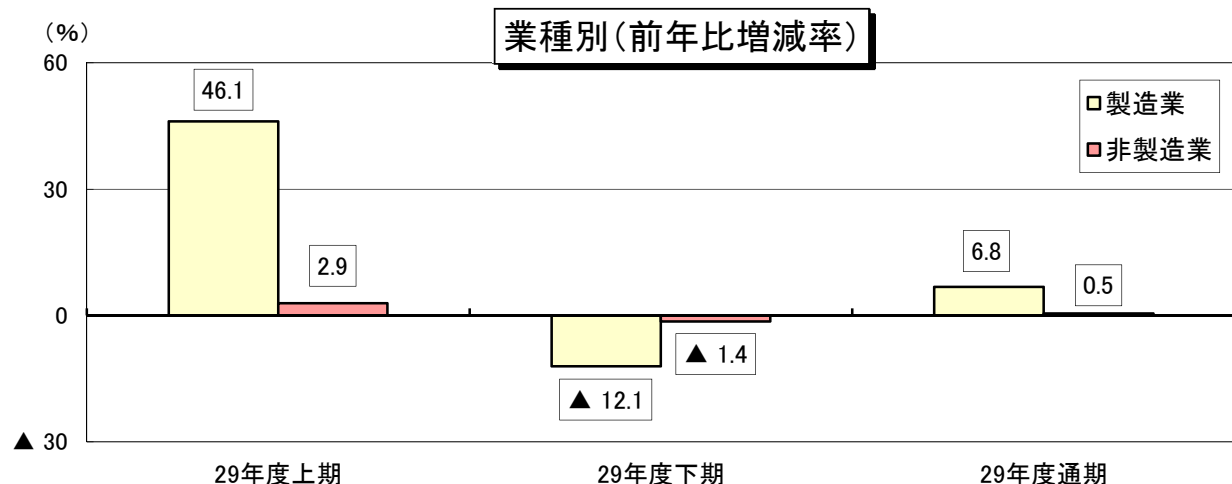 業種別(前年比増減率)
(%)
60
30
0
▲ 30
製造業
非製造業
46.1
2.9
▲ 12.1
▲ 1.4
6.8
0.5
29年度上期
29年度下期
29年度通期